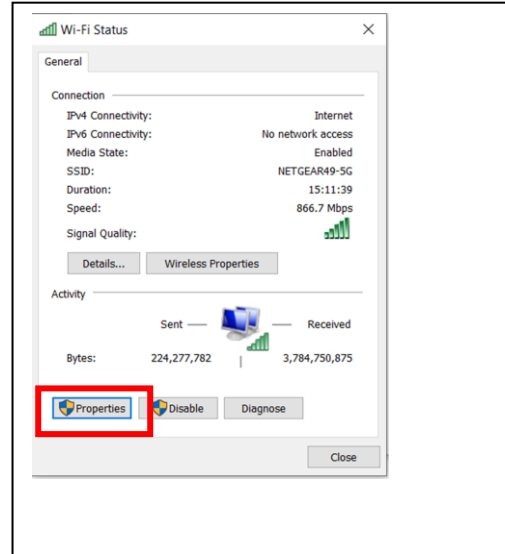 Wi-Fi Status
General
Connection
IPv4 Connectivity: Internet
IPv6 Connectivity: No network access
Media State: Enabled
SSID: NETGEAR49-5G
Duration: 15:11:39
Speed: 866.7 Mbps
Signal Quality:
Details... Wireless Properties
Activity
Sent Received
Bytes: 224,277,782 3,784,750,875
Properties Disable Diagnose
Close